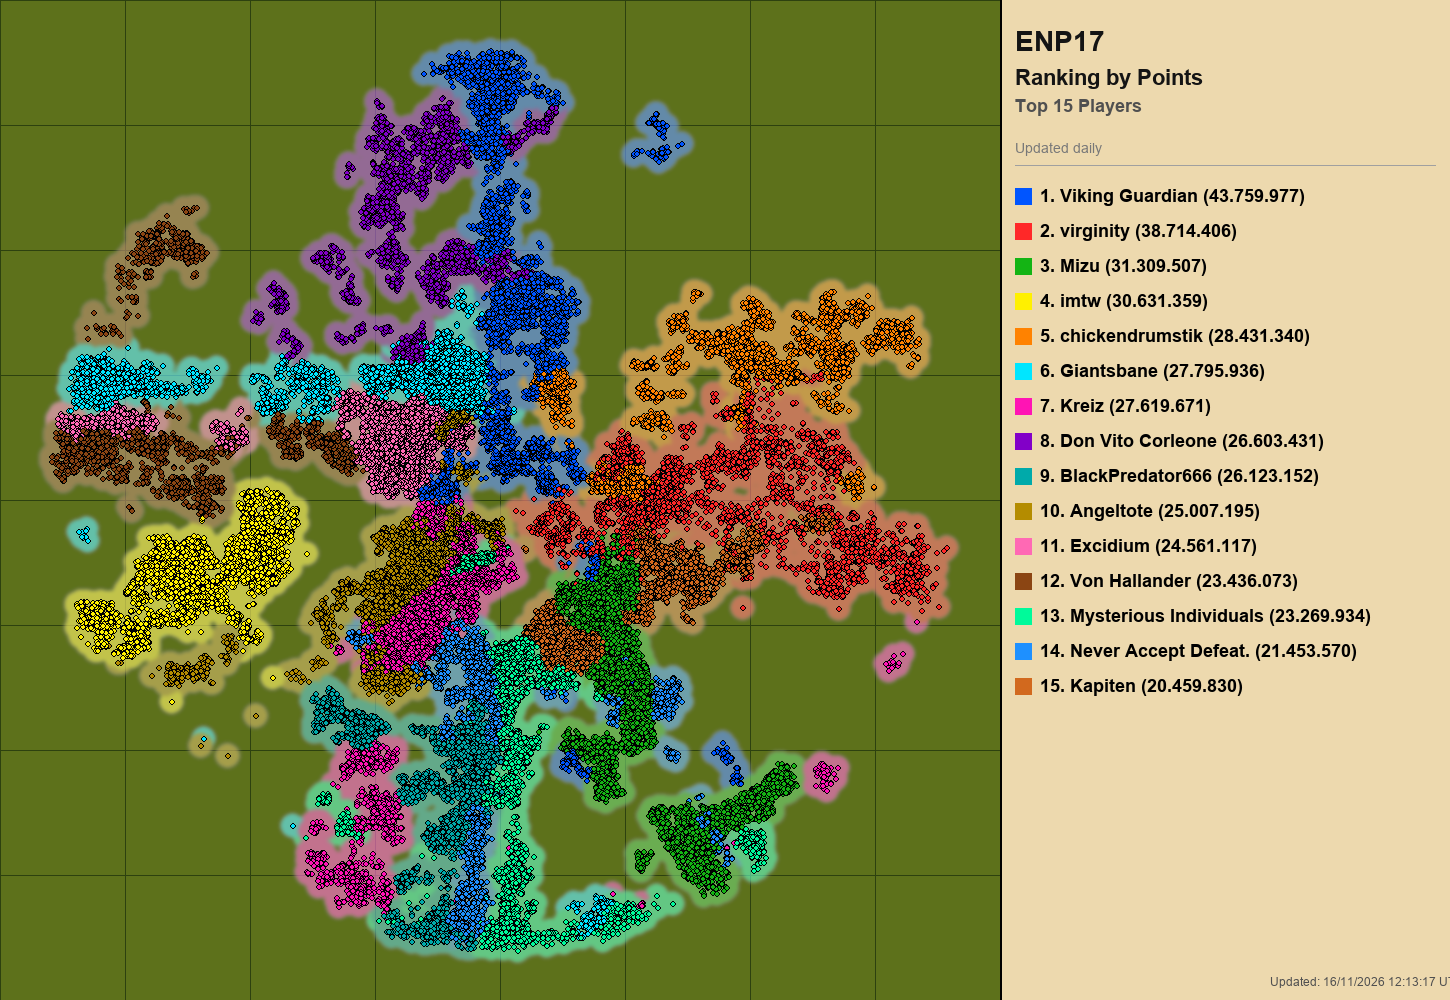 ENP17
Ranking by Points
Top 15 Players
Updated daily
1. Viking Guardian (43.759.977)
2. virginity (38.714.406)
3. Mizu (31.309.507)
4. imtw (30.631.359)
5. chickendrumstik (28.431.340)
6. Giantsbane (27.795.936)
7. Kreiz (27.619.671)
8. Don Vito Corleone (26.603.431)
9. BlackPredator666 (26.123.152)
10. Angeltote (25.007.195)
11. Excidium (24.561.117)
12. Von Hallander (23.436.073)
13. Mysterious Individuals (23.269.934)
14. Never Accept Defeat. (21.453.570)
15. Kapiten (20.459.830)
Updated: 16/11/2026 12:13:17 U